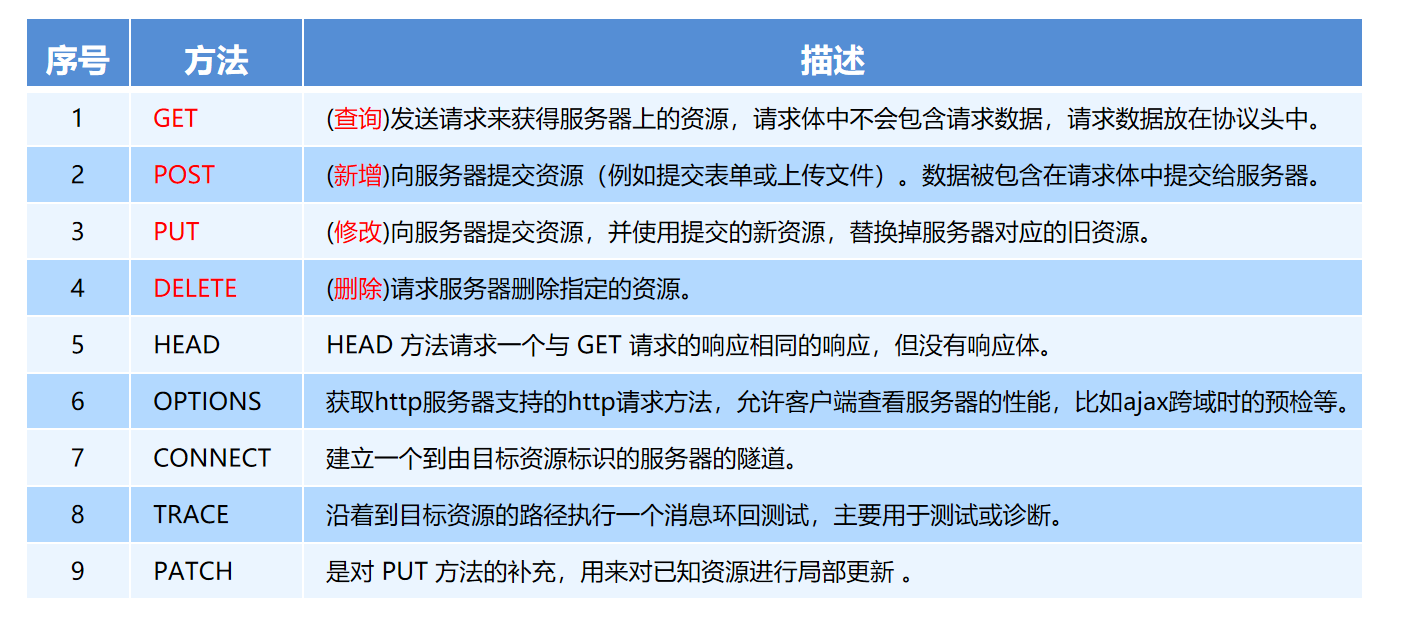 序号 方法 描述
1 GET (查询)发送请求来获得服务器上的资源，请求体中不会包含请求数据，请求数据放在协议头中。
2 POST (新增)向服务器提交资源（例如提交表单或上传文件）。数据被包含在请求体中提交给服务器。
3 PUT (修改)向服务器提交资源，并使用提交的新资源，替换掉服务器对应的旧资源。
4 DELETE (删除)请求服务器删除指定的资源。
5 HEAD HEAD 方法请求一个与 GET 请求的响应相同的响应，但没有响应体。
6 OPTIONS 获取http服务器支持的http请求方法，允许客户端查看服务器的性能，比如ajax跨域时的预检等。
7 CONNECT 建立一个到由目标资源标识的服务器的隧道。
8 TRACE 沿着到目标资源的路径执行一个消息环回测试，主要用于测试或诊断。
9 PATCH 是对 PUT 方法的补充，用来对已知资源进行局部更新 。